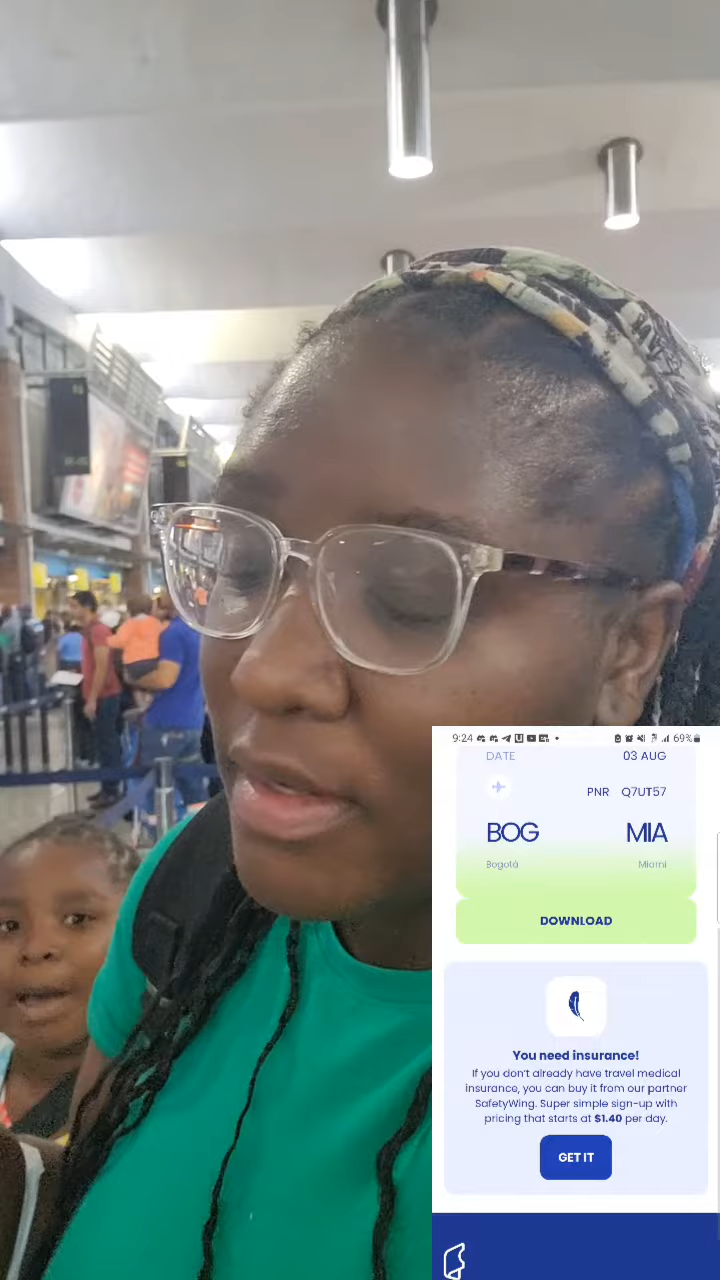 9:24
69%
DATE 03 AUG
PNR Q7UT57
BOG MIA
Bogotá Miami
DOWNLOAD
You need insurance!
If you don't already have travel medical
insurance, you can buy it from our partner
SafetyWing. Super simple sign-up with
pricing that starts at $1.40 per day.
GET IT